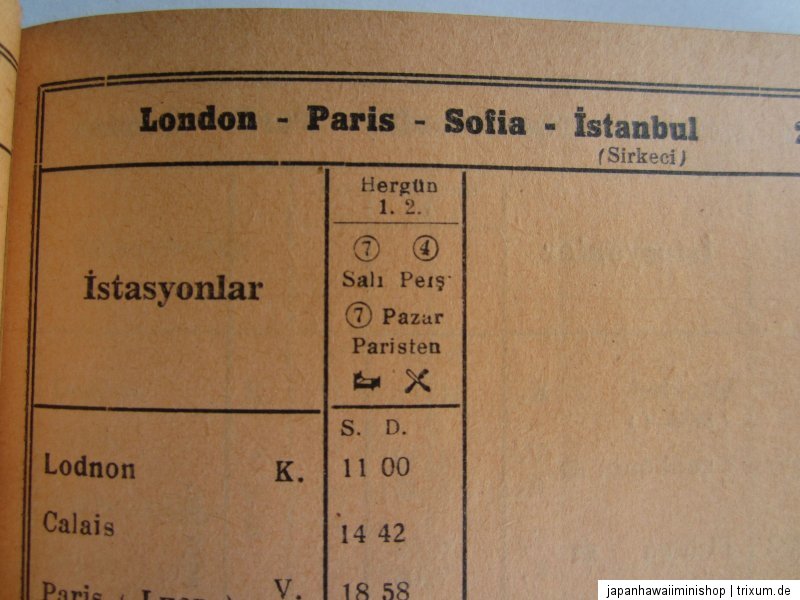 London - Paris - Sofia - İstanbul
(Sirkeci)
Hergün
1. 2.
7 4
Salı Perş
7 Pazar
Paristen
İstasyonlar
S. D.
Lodnon K. 11 00
Calais 14 42
Paris ( V. 18 58
japanhawaiiminishop | trixum.de